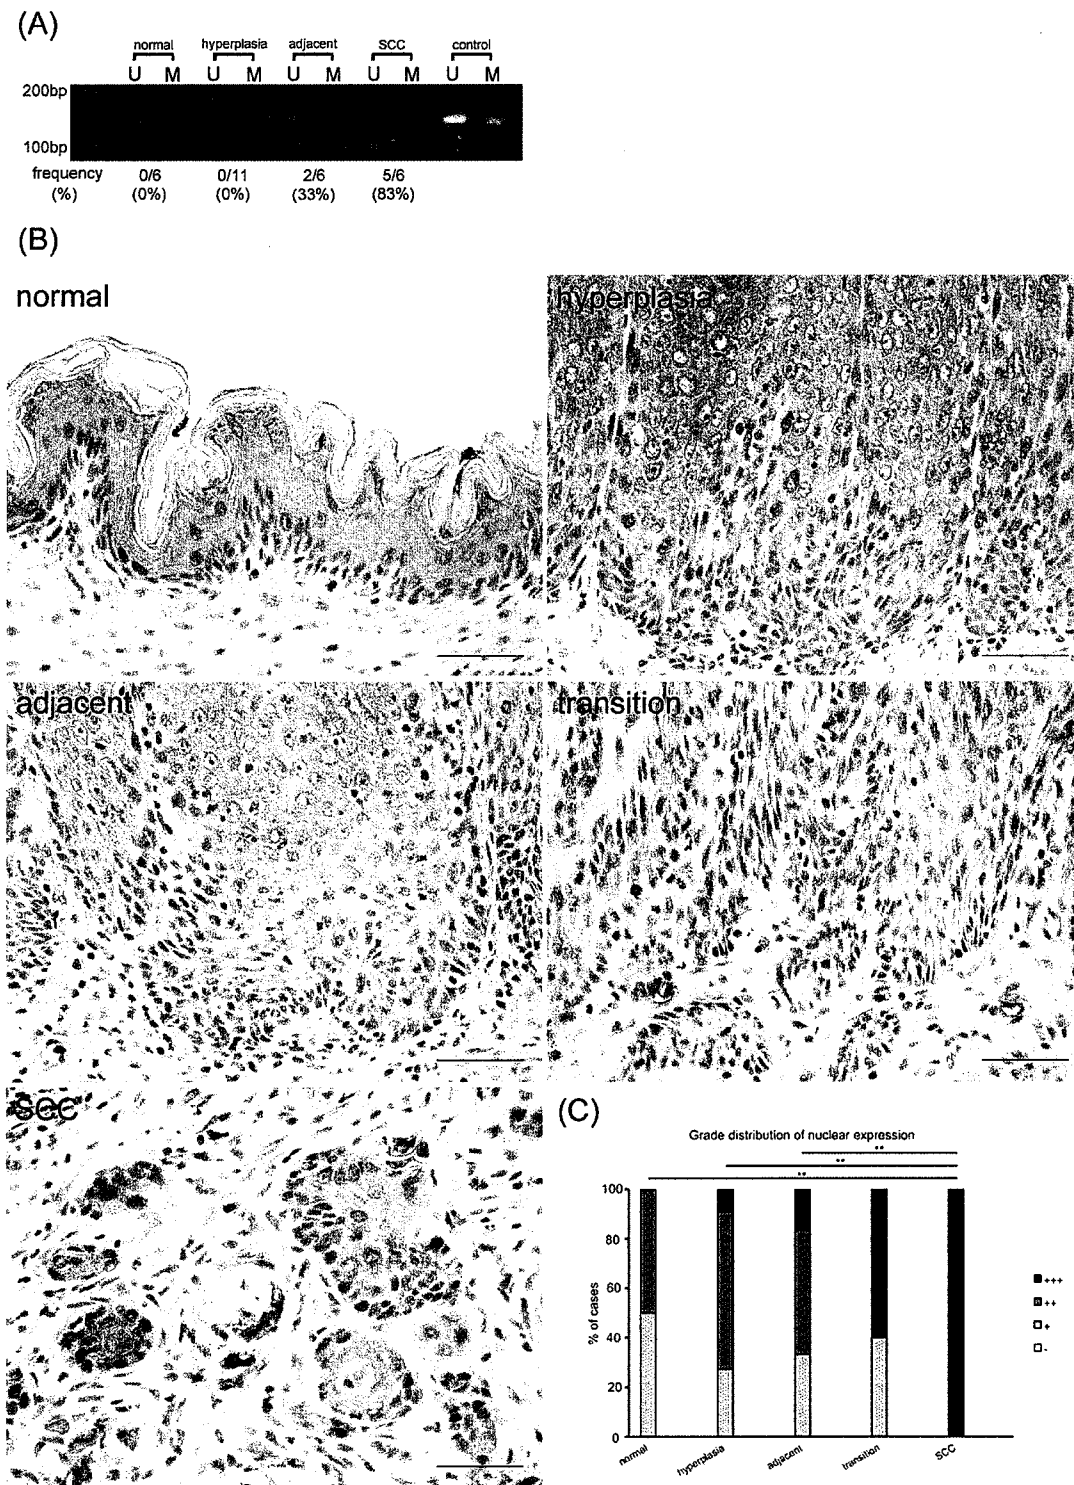 (A)
normal hyperplasia adjacent SCC control
U M U M U M U M U M
200bp
100bp
frequency 0/6 0/11 2/6 5/6
(%) (0%) (0%) (33%) (83%)
(B)
normal
hyperplasia
adjacent
transition
SCC
(C)
Grade distribution of nuclear expression
**
**
**
100
80
60
40
20
0
% of cases
+++
++
+
-
normal
hyperplasia
adjacent
transition
SCC